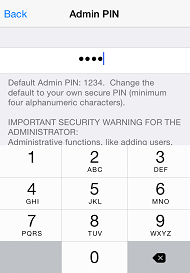 Back Admin PIN
••••
Default Admin PIN: 1234. Change the
default to your own secure PIN (minimum
four alphanumeric characters).
IMPORTANT SECURITY WARNING FOR THE
ADMINISTRATOR:
Administrative functions, like adding users,
1 2 3
ABC DEF
4 5 6
GHI JKL MNO
7 8 9
PQRS TUV WXYZ
0